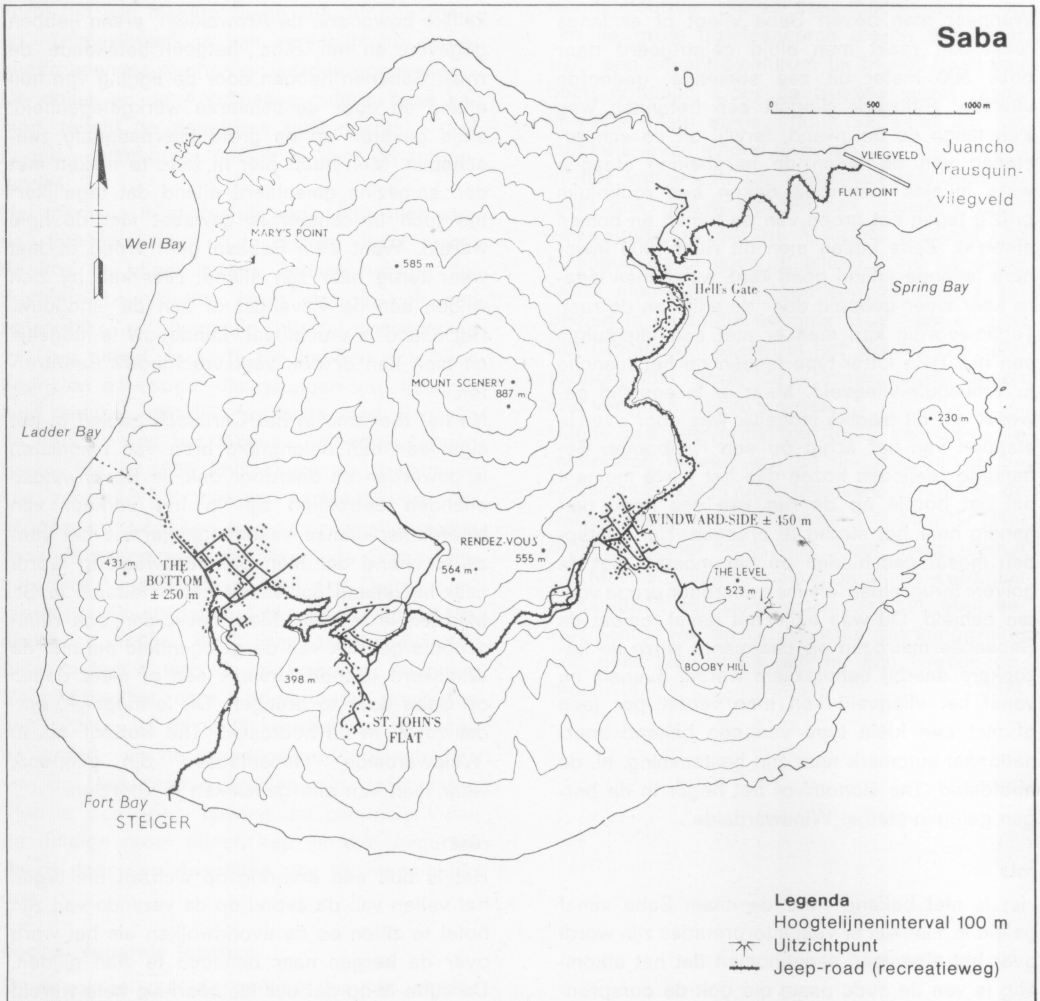 Saba
0 500 1000 m
D
Juancho
Yrausquin-
vliegveld
VLIEGVELD
FLAT POINT
Well Bay
MARY'S POINT
585 m
Hell's Gate
Spring Bay
MOUNT SCENERY
887 m
230 m
Ladder Bay
WINDWARD-SIDE ± 450 m
RENDEZ-VOUS
555 m
564 m
431 m
THE
BOTTOM
± 250 m
THE LEVEL
523 m
BOOBY HILL
398 m
ST. JOHN'S
FLAT
Fort Bay
STEIGER
Legenda
Hoogtelijneninterval 100 m
Uitzichtpunt
Jeep-road (recreatieweg)